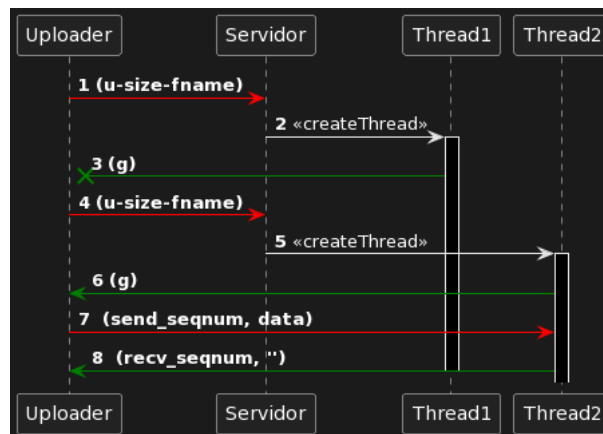 Uploader Servidor Thread1 Thread2
1 (u-size-fname)
2 «createThread»
3 (g)
4 (u-size-fname)
5 «createThread»
6 (g)
7 (send_seqnum, data)
8 (recv_seqnum, '')
Uploader Servidor Thread1 Thread2